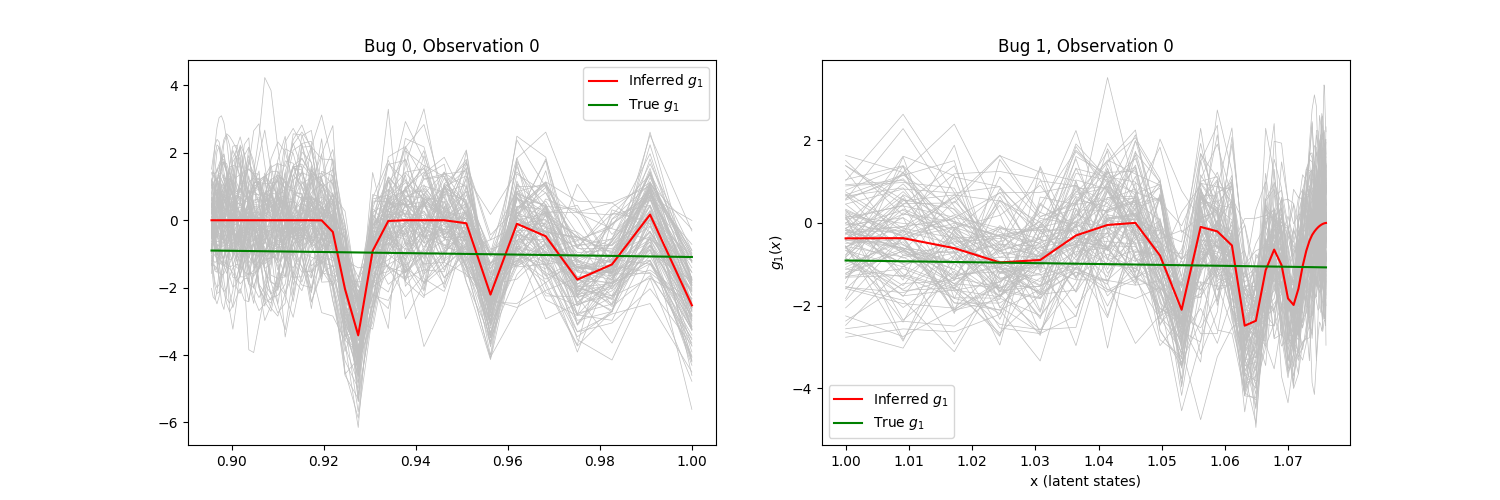 Bug 0, Observation 0
4
2
0
−2
−4
−6
Inferred g₁
True g₁
0.90 0.92 0.94 0.96 0.98 1.00
Bug 1, Observation 0
g₁(x)
2
0
−2
−4
Inferred g₁
True g₁
1.00 1.01 1.02 1.03 1.04 1.05 1.06 1.07
x (latent states)